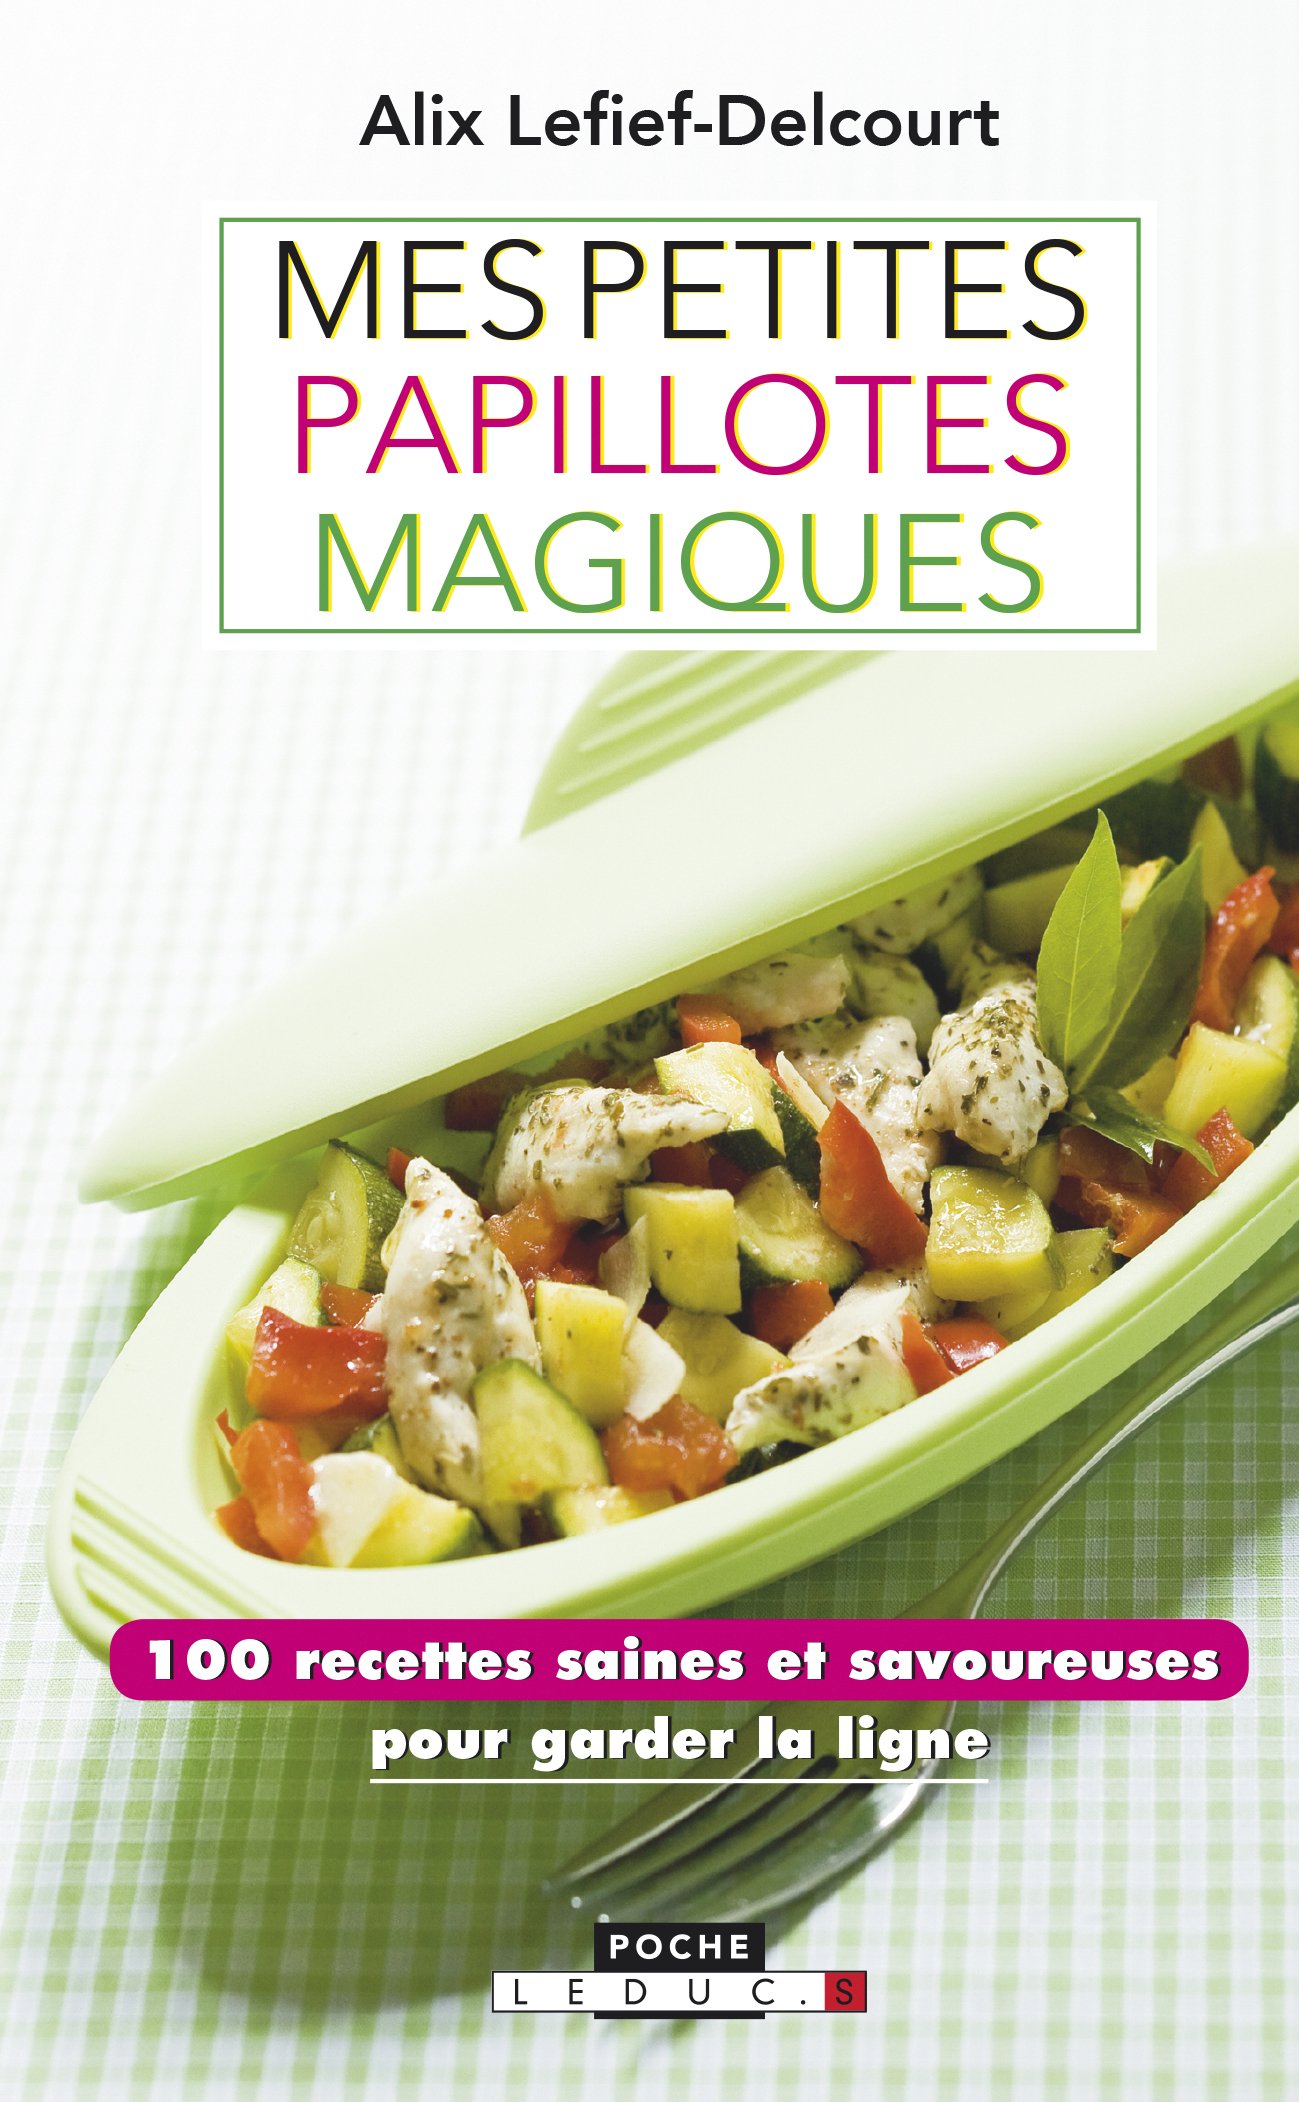 Alix Lefief-Delcourt
MES PETITES
PAPILLOTES
MAGIQUES
100 recettes saines et savoureuses
pour garder la ligne
POCHE
LEDUC.S